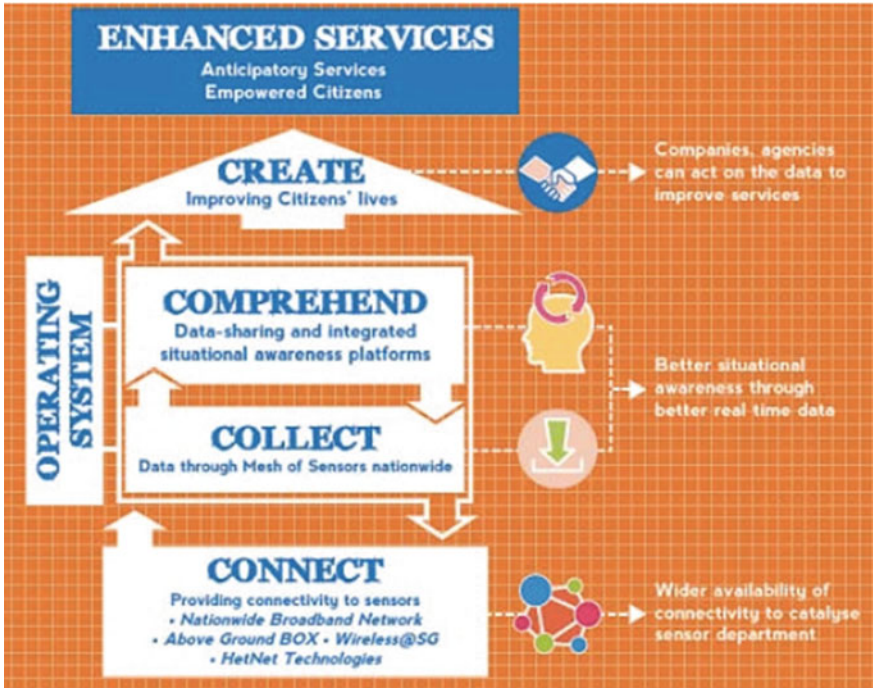 ENHANCED SERVICES
Anticipatory Services
Empowered Citizens
CREATE
Improving Citizens' lives
Companies, agencies
can act on the data to
improve services
OPERATING
SYSTEM
COMPREHEND
Data-sharing and integrated
situational awareness platforms
COLLECT
Data through Mesh of Sensors nationwide
Better situational
awareness through
better real time data
CONNECT
Providing connectivity to sensors
• Nationwide Broadband Network
• Above Ground BOX • Wireless@SG
• HetNet Technologies
Wider availability of
connectivity to catalyse
sensor department